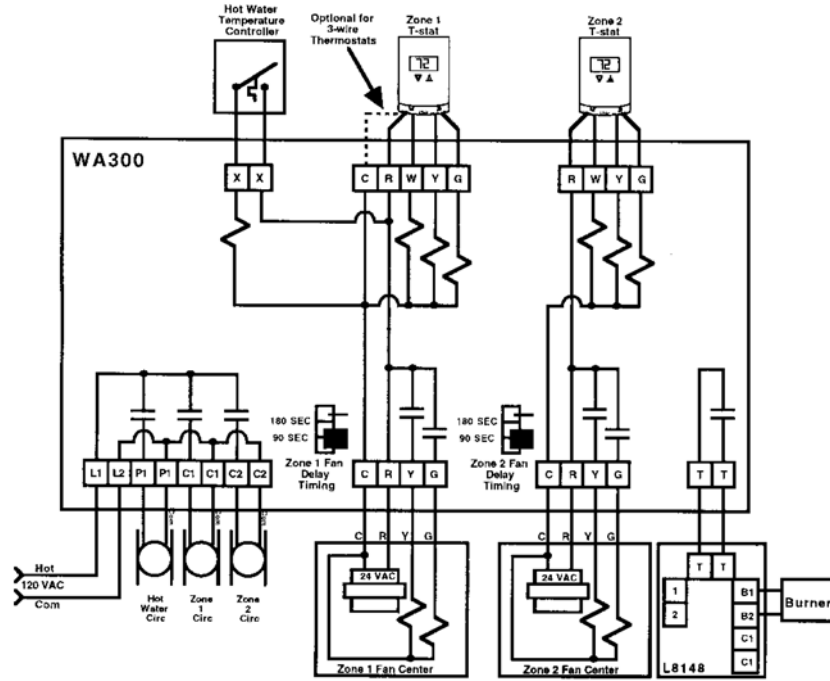 Hot Water
Temperature
Controller
Optional for
3-wire
Thermostats
Zone 1
T-stat
Zone 2
T-stat
72
72
WA300
X X
C R W Y G
R W Y G
180 SEC
90 SEC
Zone 1 Fan
Delay
Timing
180 SEC
90 SEC
Zone 2 Fan
Delay
Timing
L1 L2 P1 P1 C1 C1 C2 C2
C R Y G
C R Y G
T T
Com
Com
Com
C R Y G
C R Y G
Hot
120 VAC
Com
Hot
Water
Circ
Zone
1
Circ
Zone
2
Circ
24 VAC
Zone 1 Fan Center
24 VAC
Zone 2 Fan Center
T T
1
2
B1
B2
C1
C1
L8148
Burner